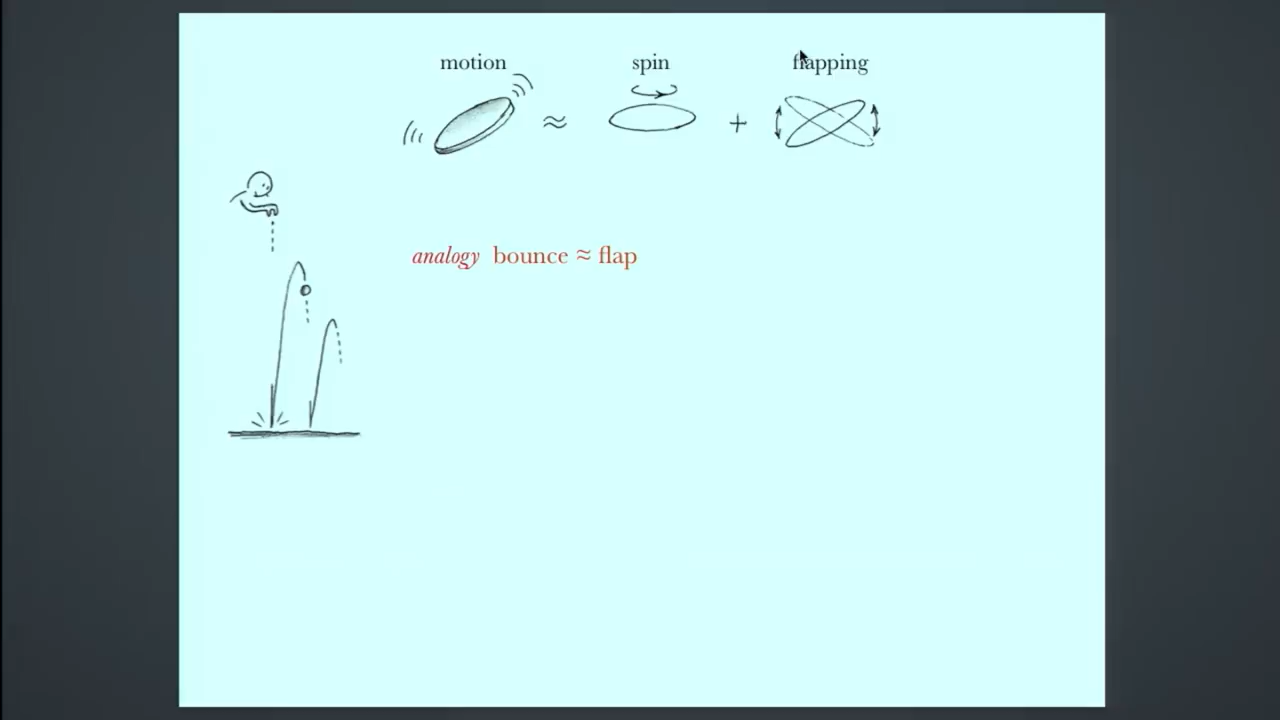 motion spin flapping
≈ +
analogy bounce ≈ flap